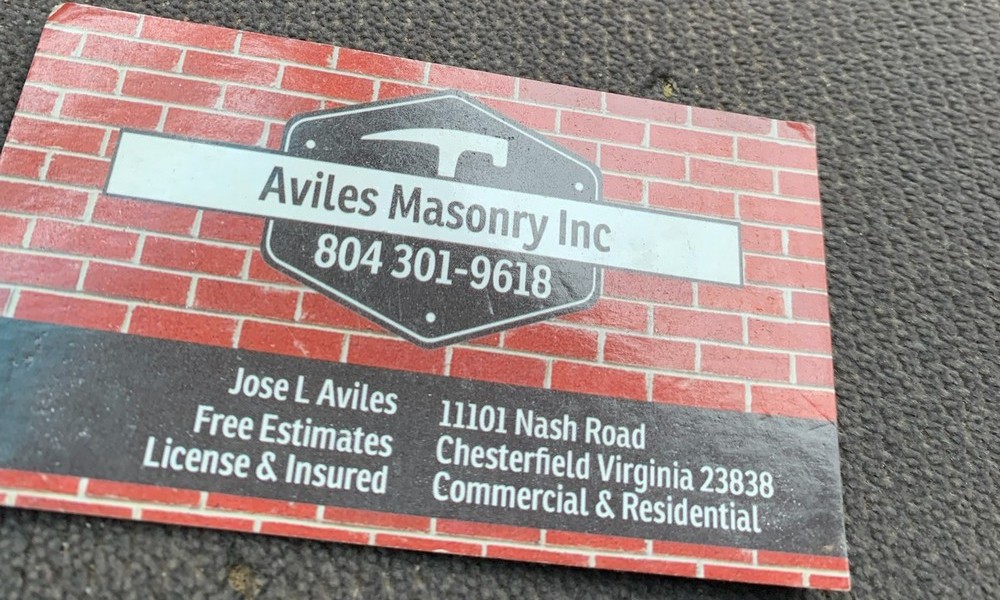 Aviles Masonry Inc
804 301-9618
Jose L Aviles
Free Estimates
License & Insured
11101 Nash Road
Chesterfield Virginia 23838
Commercial & Residential